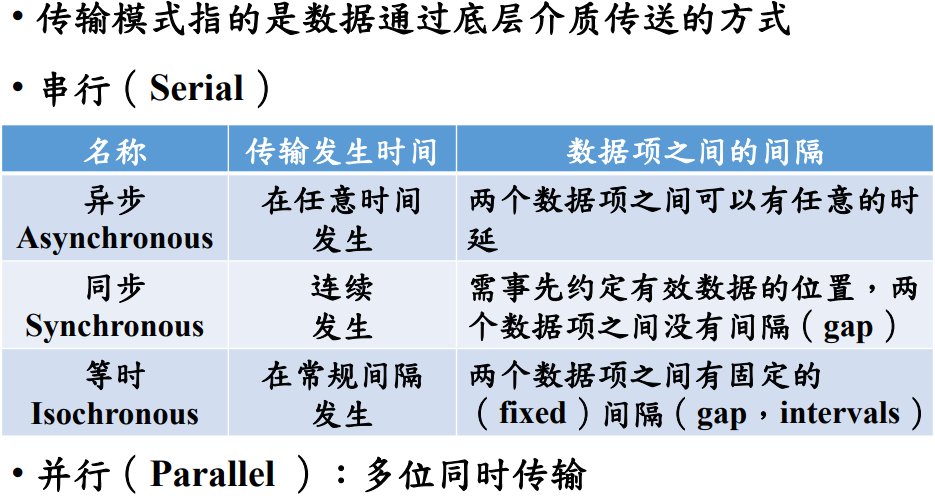 • 传输模式指的是数据通过底层介质传送的方式
• 串行（Serial）
名称 传输发生时间 数据项之间的间隔
异步
Asynchronous
在任意时间
发生
两个数据项之间可以有任意的时
延
同步
Synchronous
连续
发生
需事先约定有效数据的位置，两
个数据项之间没有间隔（gap）
等时
Isochronous
在常规间隔
发生
两个数据项之间有固定的
（fixed）间隔（gap，intervals）
• 并行（Parallel ）：多位同时传输